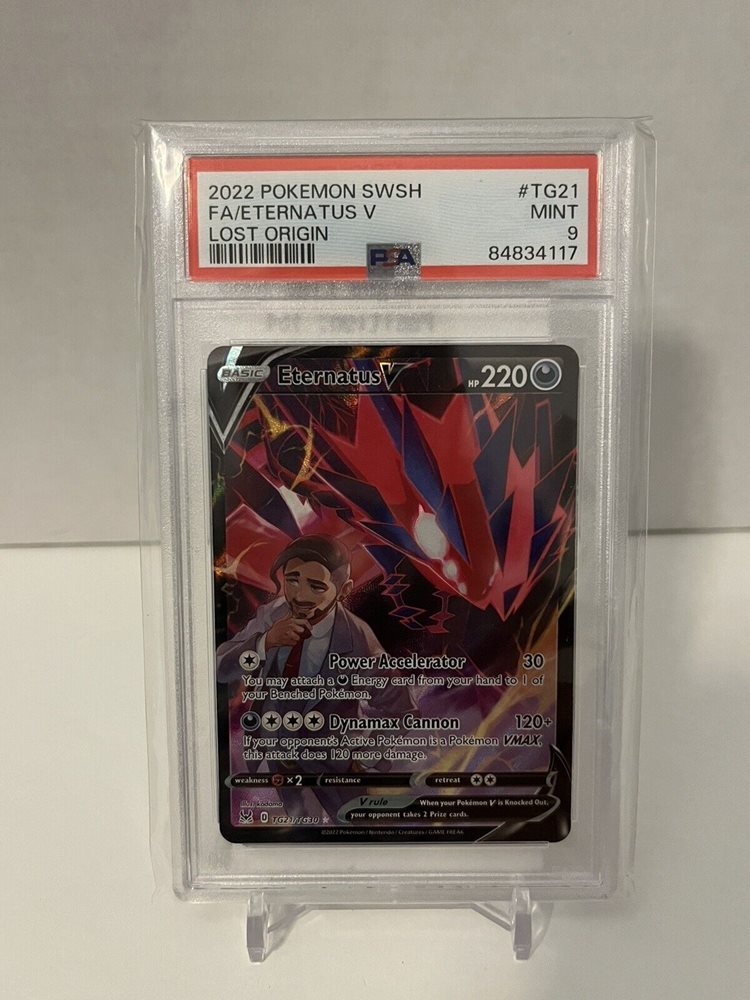 2022 POKEMON SWSH #TG21
FA/ETERNATUS V MINT
LOST ORIGIN 9
PSA 84834117
BASIC Eternatus V HP 220
Power Accelerator 30
You may attach a Energy card from your hand to 1 of
your Benched Pokémon.
Dynamax Cannon 120+
If your opponent's Active Pokémon is a Pokémon VMAX,
this attack does 120 more damage.
weakness ×2 resistance retreat
Illus. kodama
V rule When your Pokémon V is Knocked Out,
your opponent takes 2 Prize cards.
D TG21/TG30
©2022 Pokémon / Nintendo / Creatures / GAME FREAK